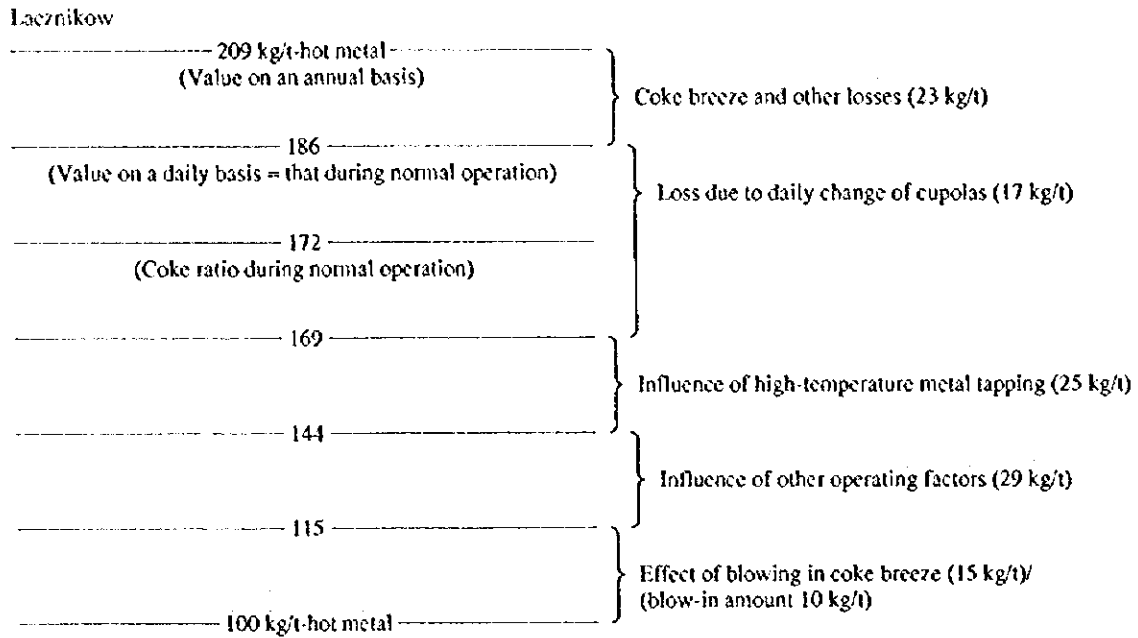 Lacznikow
209 kg/t-hot metal
(Value on an annual basis)
Coke breeze and other losses (23 kg/t)
186
(Value on a daily basis = that during normal operation)
Loss due to daily change of cupolas (17 kg/t)
172
(Coke ratio during normal operation)
169
Influence of high-temperature metal tapping (25 kg/t)
144
Influence of other operating factors (29 kg/t)
115
Effect of blowing in coke breeze (15 kg/t)/
(blow-in amount 10 kg/t)
100 kg/t-hot metal